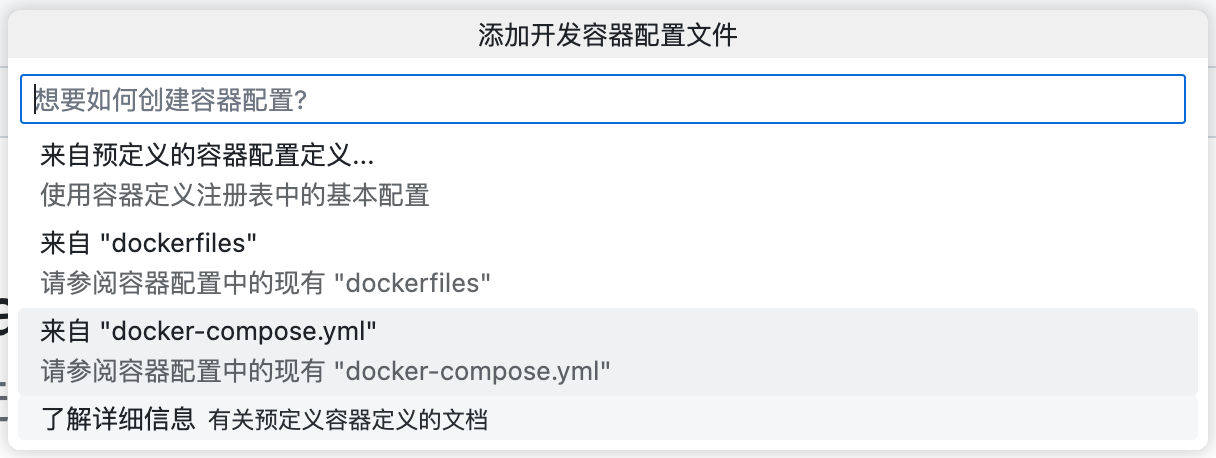 添加开发容器配置文件
想要如何创建容器配置?
来自预定义的容器配置定义...
使用容器定义注册表中的基本配置
来自 "dockerfiles"
请参阅容器配置中的现有 "dockerfiles"
来自 "docker-compose.yml"
请参阅容器配置中的现有 "docker-compose.yml"
了解详细信息 有关预定义容器定义的文档